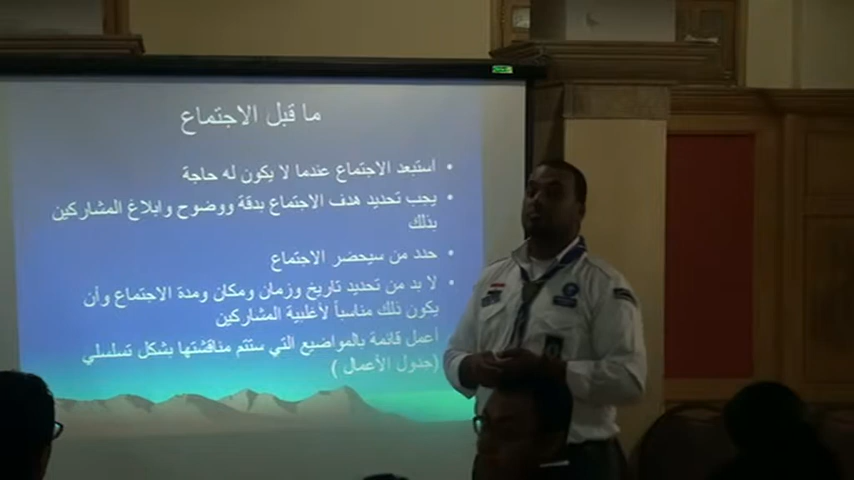 ما قبل الاجتماع
• استبعد الاجتماع عندما لا يكون له حاجة
• يجب تحديد هدف الاجتماع بدقة ووضوح وابلاغ المشاركين
بذلك
• حدد من سيحضر الاجتماع
• لا بد من تحديد تاريخ وزمان ومكان ومدة الاجتماع وأن
يكون ذلك مناسباً لأغلبية المشاركين
• أعمل قائمة بالمواضيع التي ستتم مناقشتها بشكل تسلسلي
(جدول الأعمال )